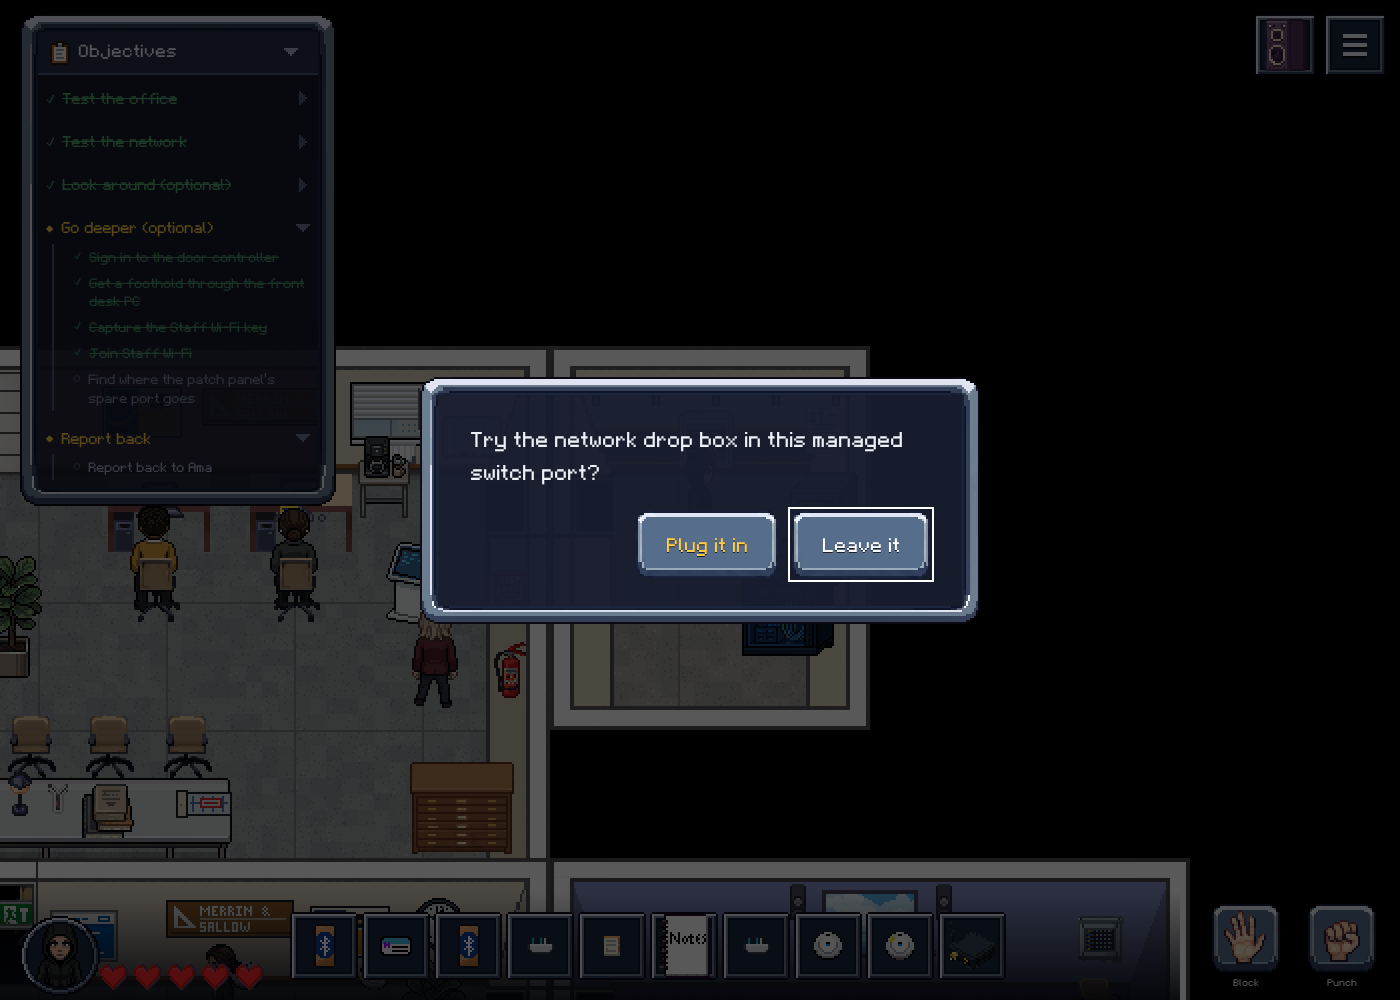 Objectives
Test the office
Test the network
Look around (optional)
Go deeper (optional)
Sign in to the door controller
Get a foothold through the front
desk PC
Capture the Staff Wi-Fi key
Join Staff Wi-Fi
Find where the patch panel's
spare port goes
Report back
Report back to Ama
Try the network drop box in this managed
switch port?
Plug it in
Leave it
MERRIN &
SALLOW
Notes
Block
Punch